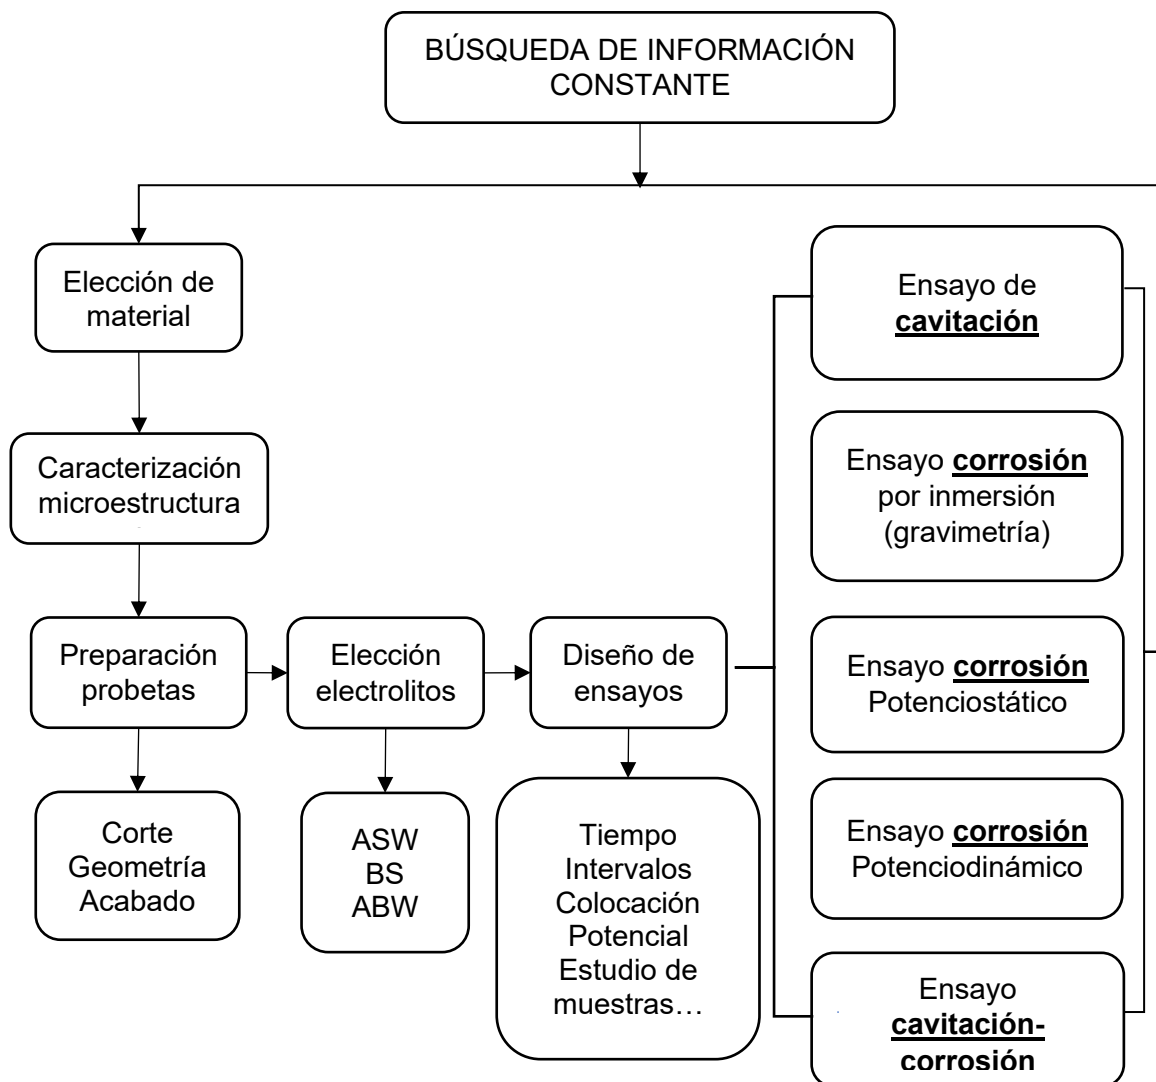 BÚSQUEDA DE INFORMACIÓN
CONSTANTE
Elección de
material
Caracterización
microestructura
Preparación
probetas
Corte
Geometría
Acabado
Elección
electrolitos
ASW
BS
ABW
Diseño de
ensayos
Tiempo
Intervalos
Colocación
Potencial
Estudio de
muestras…
Ensayo de
cavitación
Ensayo corrosión
por inmersión
(gravimetría)
Ensayo corrosión
Potenciostático
Ensayo corrosión
Potenciodinámico
Ensayo
cavitación-
corrosión